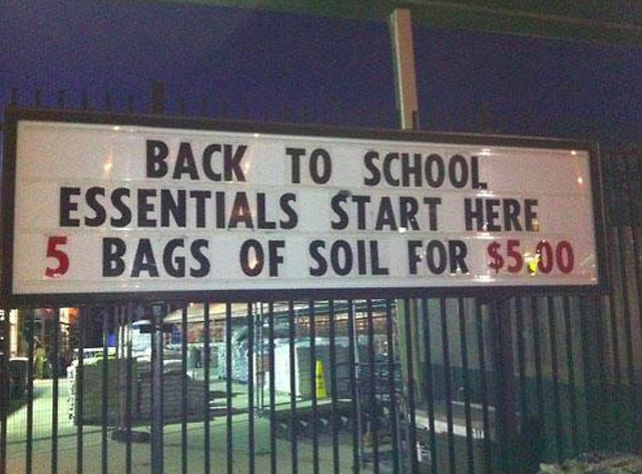 BACK TO SCHOOL
ESSENTIALS START HERE
5 BAGS OF SOIL FOR $5.00